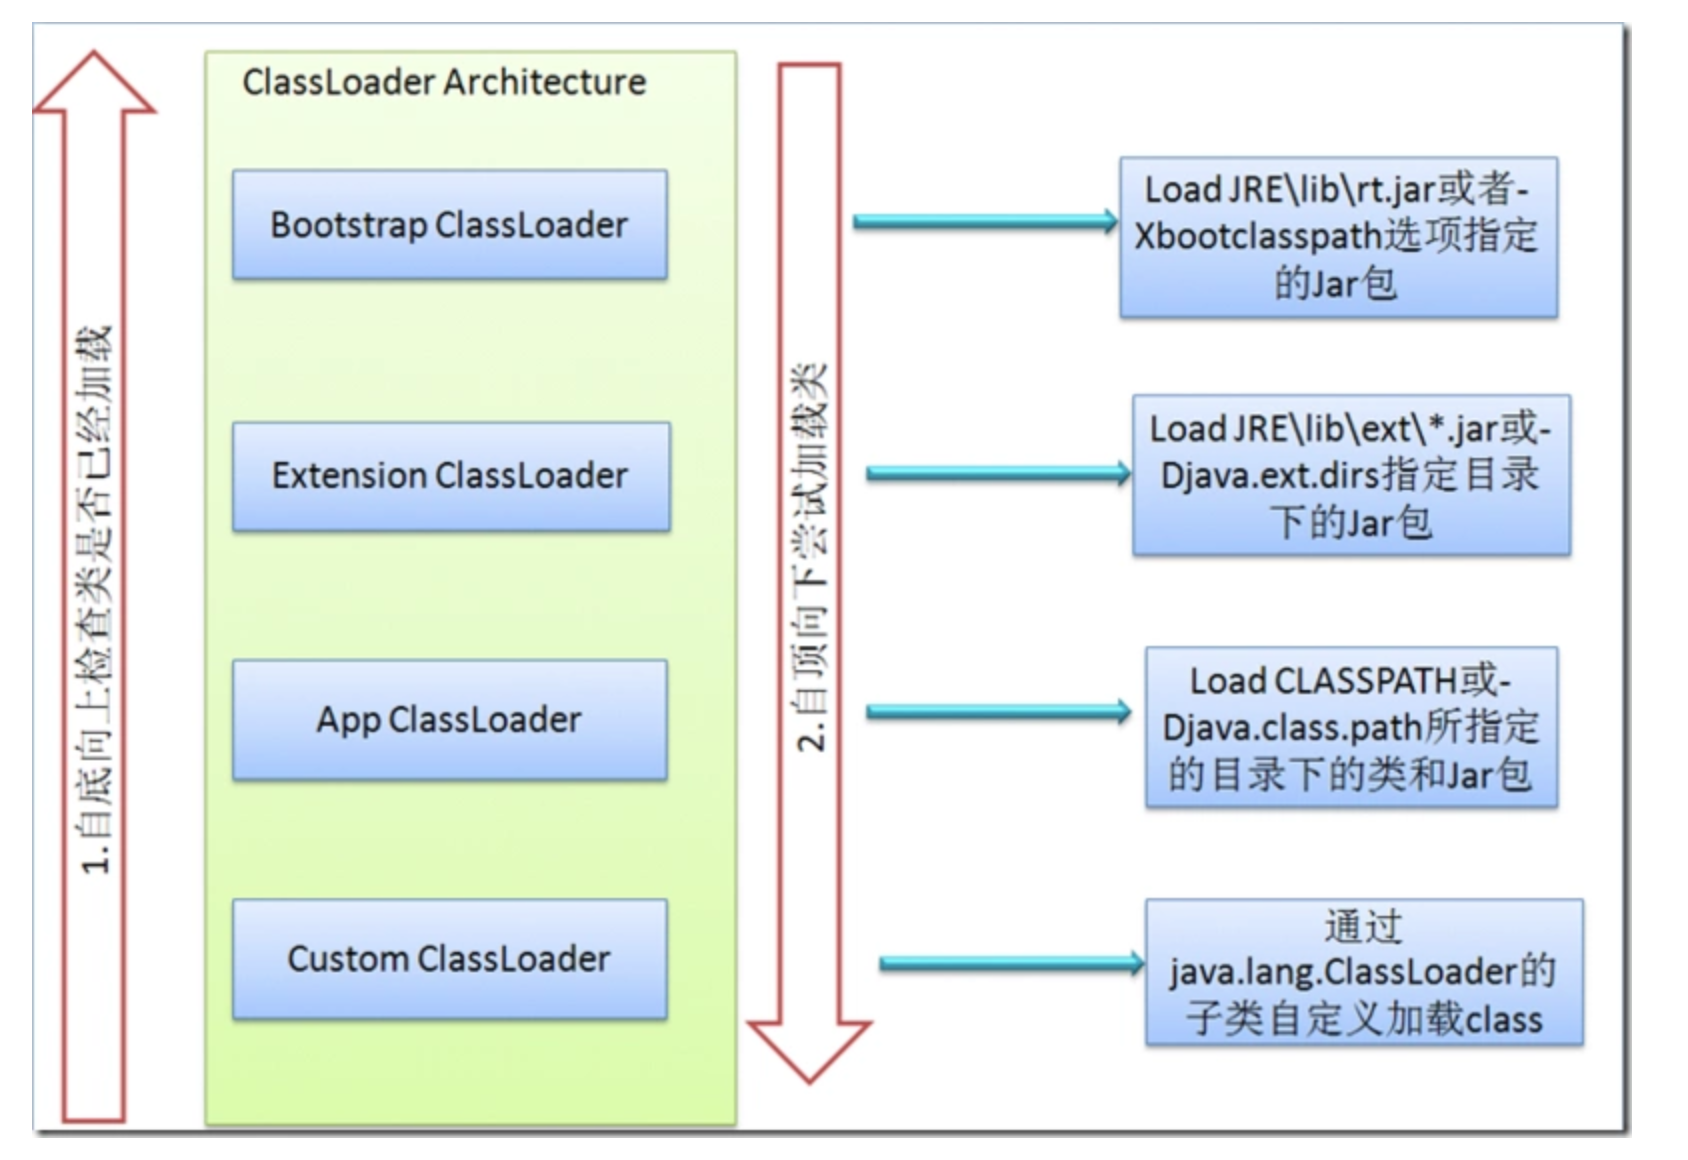 ClassLoader Architecture
1.自底向上检查类是否已经加载
2.自顶向下尝试加载类
Bootstrap ClassLoader
Load JRE\lib\rt.jar或者-
Xbootclasspath选项指定
的Jar包
Extension ClassLoader
Load JRE\lib\ext\*.jar或-
Djava.ext.dirs指定目录
下的Jar包
App ClassLoader
Load CLASSPATH或-
Djava.class.path所指定
的目录下的类和Jar包
Custom ClassLoader
通过
java.lang.ClassLoader的
子类自定义加载class